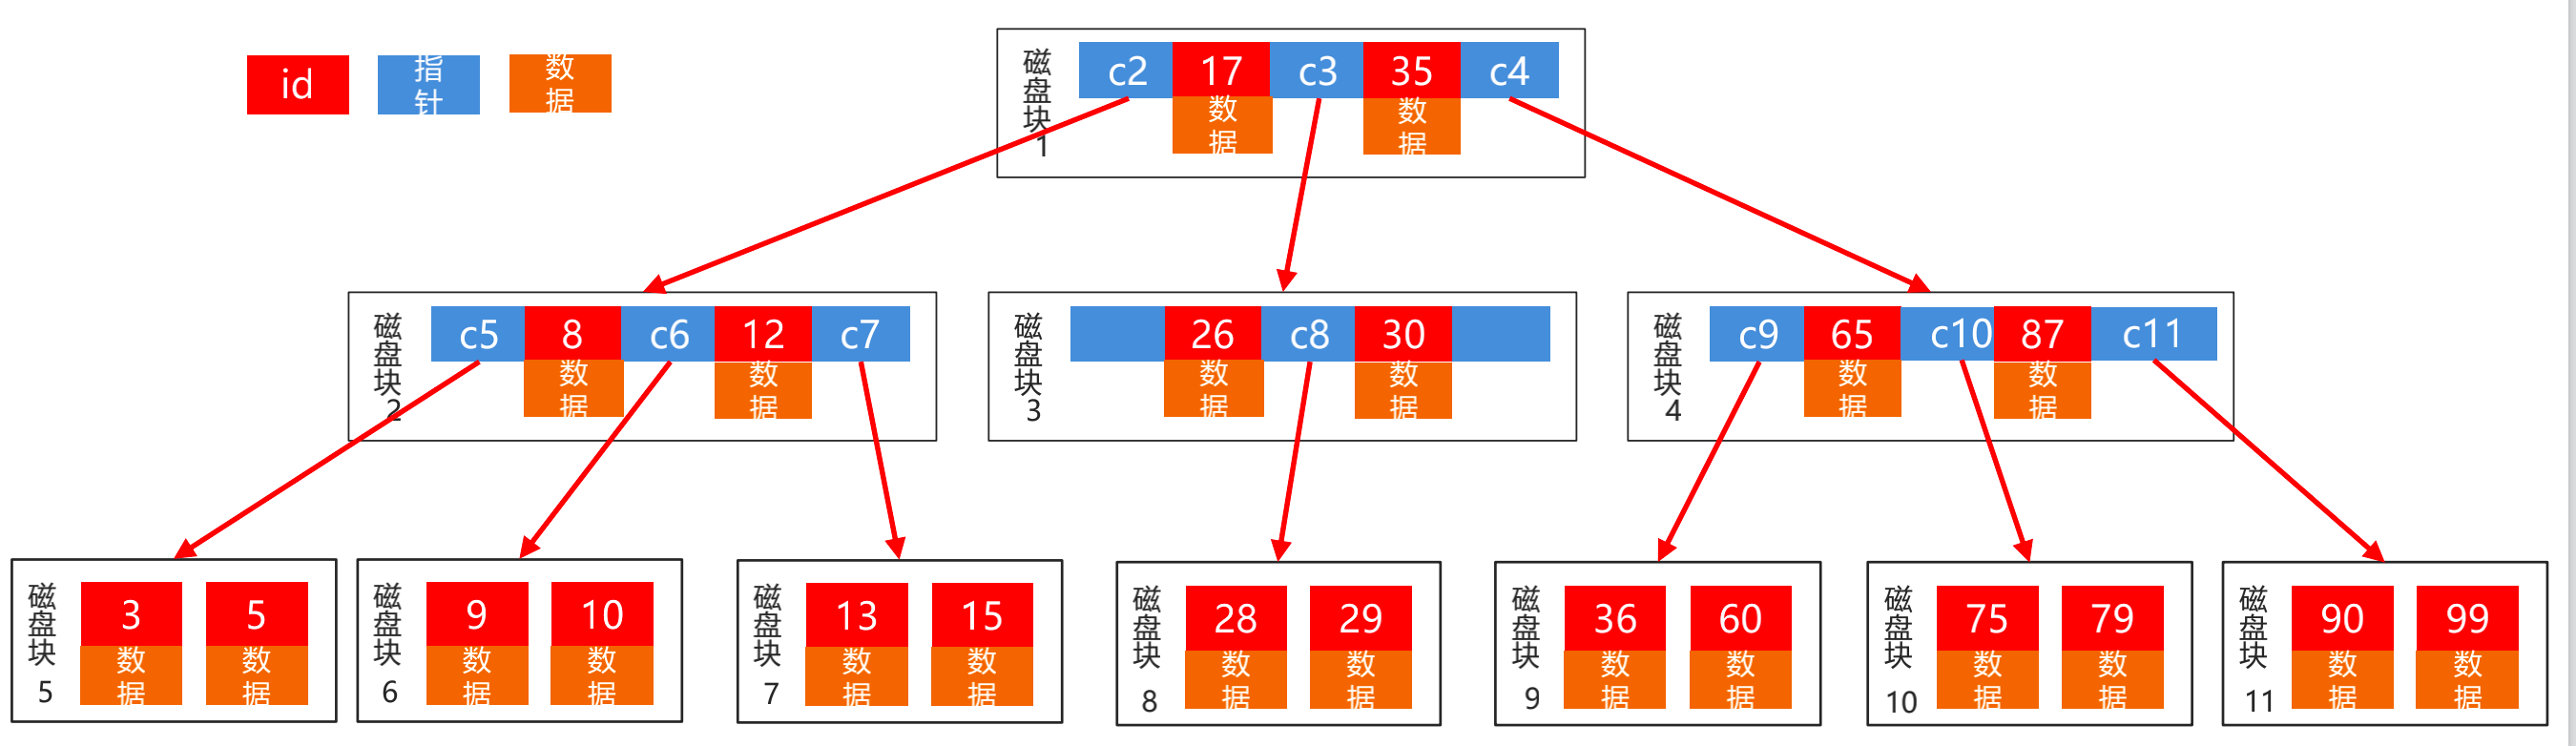 id 指针 数据
磁盘块1
c2 17 c3 35 c4
数据 数据
磁盘块2
c5 8 c6 12 c7
数据 数据
磁盘块3
26 c8 30
数据 数据
磁盘块4
c9 65 c10 87 c11
数据 数据
磁盘块5
3 5
数据 数据
磁盘块6
9 10
数据 数据
磁盘块7
13 15
数据 数据
磁盘块8
28 29
数据 数据
磁盘块9
36 60
数据 数据
磁盘块10
75 79
数据 数据
磁盘块11
90 99
数据 数据